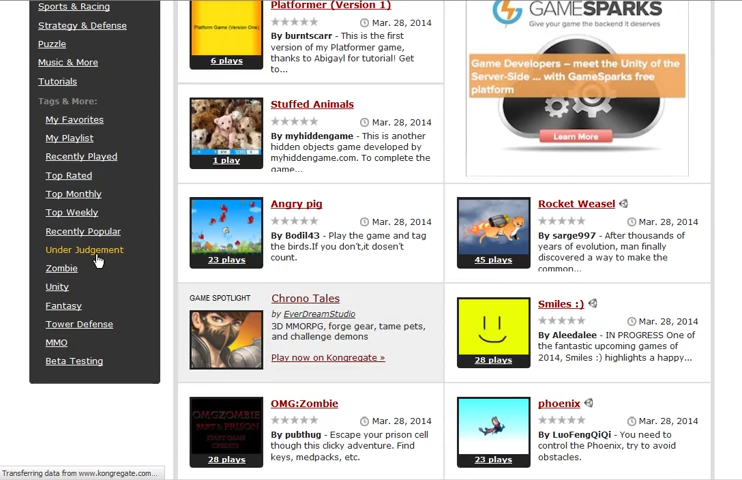 Sports & Racing
Strategy & Defense
Puzzle
Music & More
Tutorials
Tags & More:
My Favorites
My Playlist
Recently Played
Top Rated
Top Monthly
Top Weekly
Recently Popular
Under Judgement
Zombie
Unity
Fantasy
Tower Defense
MMO
Beta Testing
Transferring data from www.kongregate.com...
Platform Game (Version One)
6 plays
Platformer (Version 1)
Mar. 28, 2014
By burntscarr - This is the first
version of my Platformer game,
thanks to Abigayl for tutorial! Get
to...
1 play
Stuffed Animals
Mar. 28, 2014
By myhiddengame - This is another
hidden objects game developed by
myhiddengame.com. To complete the
game...
23 plays
Angry pig
Mar. 28, 2014
By Bodil43 - Play the game and tag
the birds.If you don't,it dosen't
count.
GAME SPOTLIGHT
Chrono Tales
by EverDreamStudio
3D MMORPG, forge gear, tame pets,
and challenge demons
Play now on Kongregate »
OMGZOMBIE
28 plays
OMG:Zombie
Mar. 28, 2014
By pubthug - Escape your prison cell
though this clicky adventure. Find
keys, medpacks, etc.
GAMESPARKS
Give your game the backend it deserves
Game Developers – meet the Unity of the
Server-Side ... with GameSparks free
platform
Learn More
45 plays
Rocket Weasel
Mar. 28, 2014
By sarge997 - After thousands of
years of evolution, man finally
discovered a way to make the
common...
28 plays
Smiles :)
Mar. 28, 2014
By Aleedalee - IN PROGRESS One of
the fantastic upcoming games of
2014, Smiles :) highlights a happy...
23 plays
phoenix
Mar. 28, 2014
By LuoFengQiQi - You need to
control the Phoenix, try to avoid
obstacles.